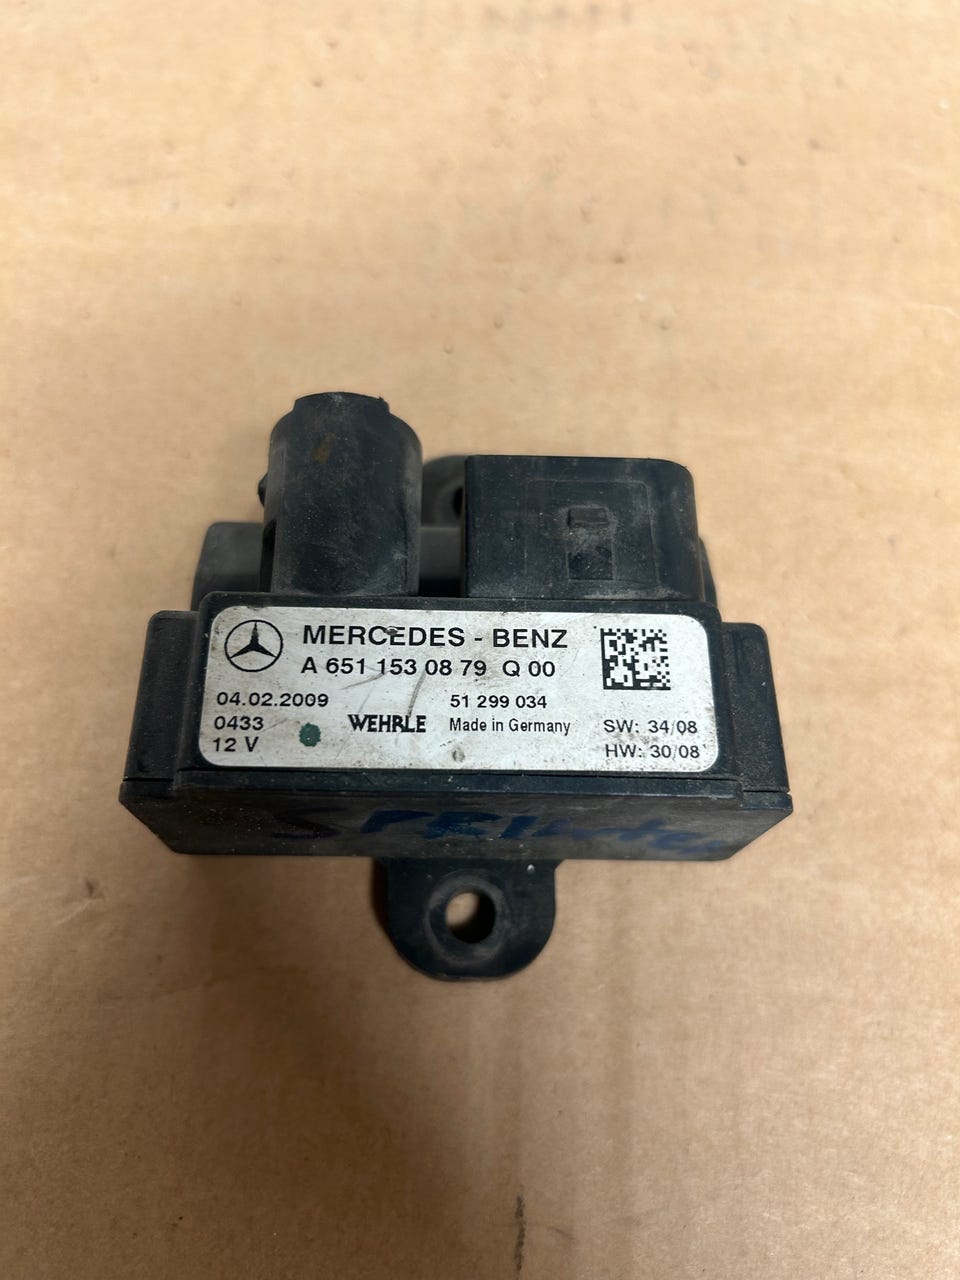 MERCEDES - BENZ
A 651 153 08 79 Q 00
04.02.2009 51 299 034
0433 WEHRLE Made in Germany SW: 34/08
12 V HW: 30/08
SPRINter